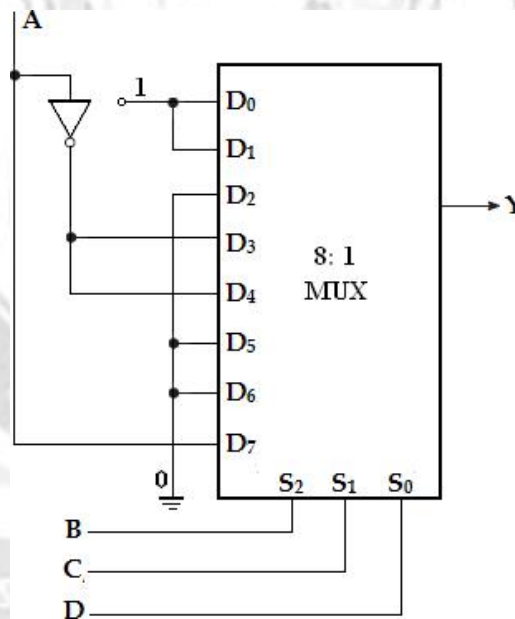 A
1
D₀
D₁
D₂
Y
D₃
8: 1
MUX
D₄
D₅
D₆
D₇
0
S₂ S₁ S₀
B
C
D